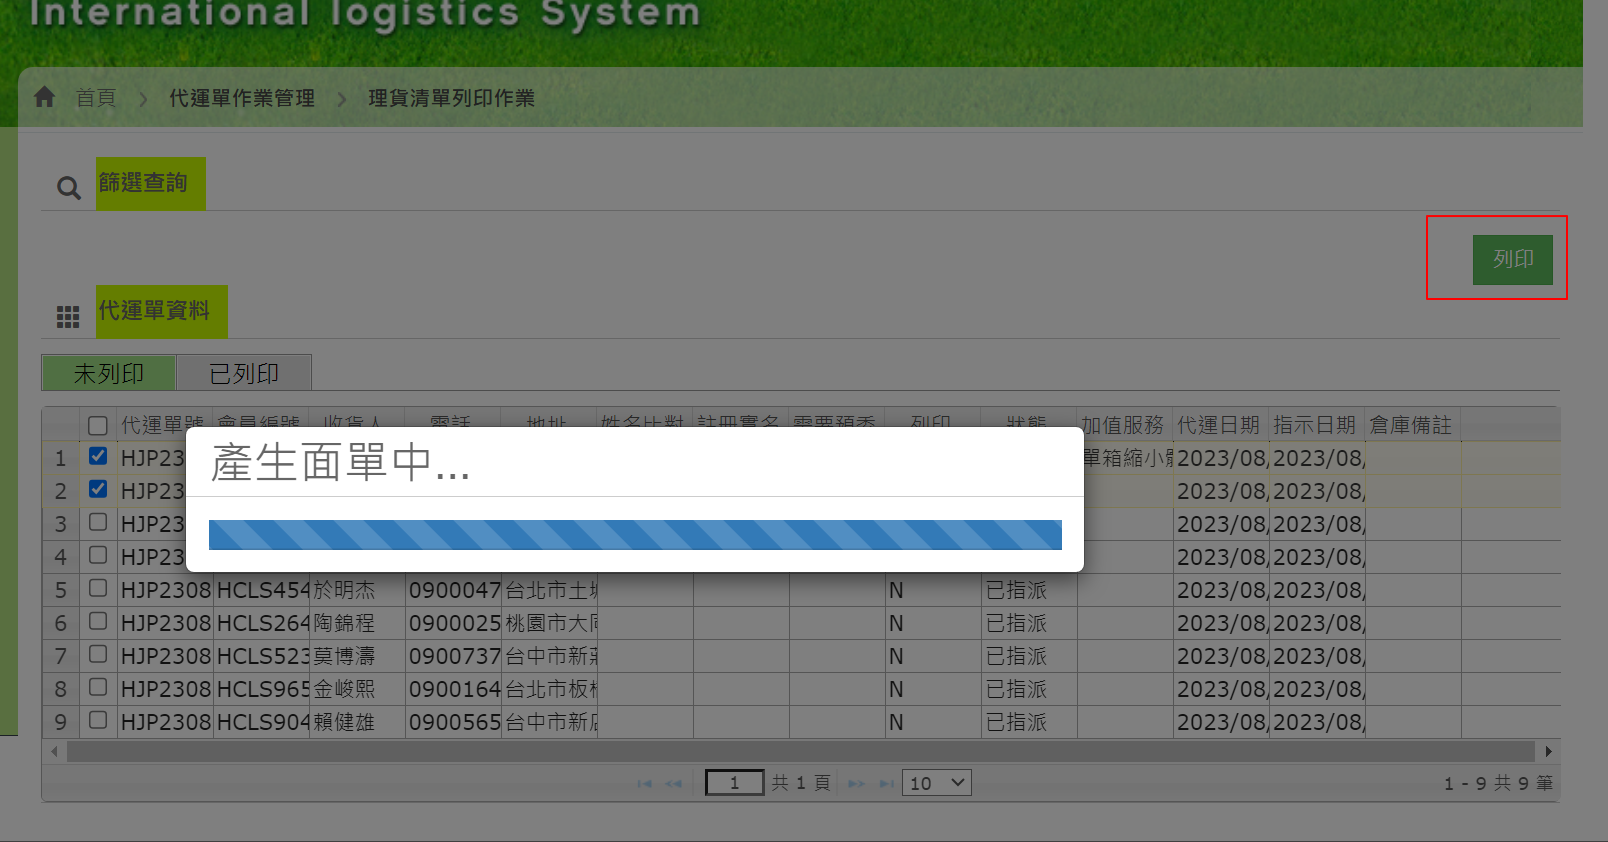 International logistics System
首頁 > 代運單作業管理 > 理貨清單列印作業
篩選查詢
列印
代運單資料
未列印 已列印
代運單號 會員編號 收貨人 電話 地址 姓名比對 註冊實名 需要預委 列印 狀態 加值服務 代運日期 指示日期 倉庫備註
產生面單中...
1 HJP23 單箱縮小 2023/08/ 2023/08/
2 HJP23 2023/08/ 2023/08/
3 HJP23 2023/08/ 2023/08/
4 HJP23 2023/08/ 2023/08/
5 HJP2308 HCLS454 於明杰 0900047 台北市土城 N 已指派 2023/08/ 2023/08/
6 HJP2308 HCLS264 陶錦程 0900025 桃園市大同 N 已指派 2023/08/ 2023/08/
7 HJP2308 HCLS523 莫博濤 0900737 台中市新莊 N 已指派 2023/08/ 2023/08/
8 HJP2308 HCLS965 金峻熙 0900164 台北市板橋 N 已指派 2023/08/ 2023/08/
9 HJP2308 HCLS904 賴健雄 0900565 台中市新店 N 已指派 2023/08/ 2023/08/
1 共 1 頁 10 1 - 9 共 9 筆